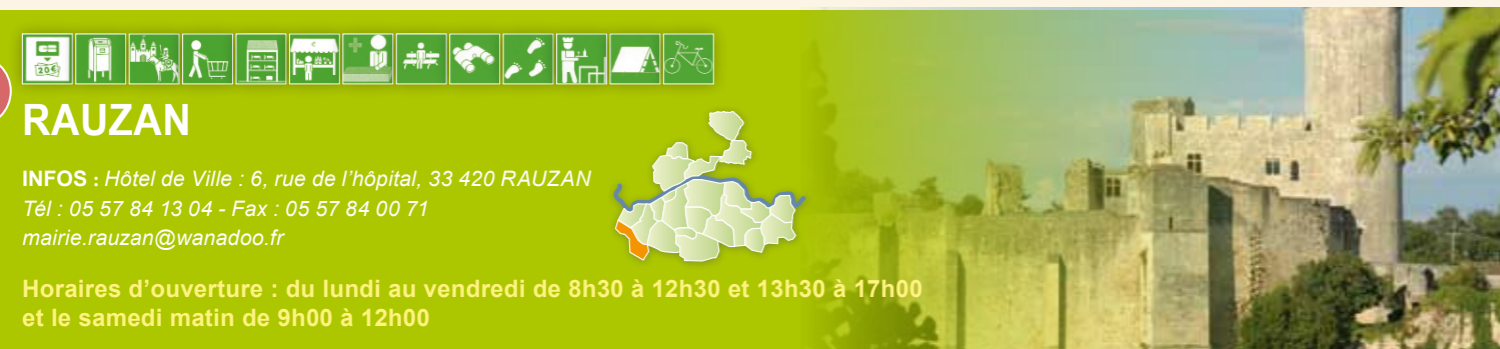 20€
RAUZAN
INFOS : Hôtel de Ville : 6, rue de l’hôpital, 33 420 RAUZAN
Tél : 05 57 84 13 04 - Fax : 05 57 84 00 71
mairie.rauzan@wanadoo.fr
Horaires d’ouverture : du lundi au vendredi de 8h30 à 12h30 et 13h30 à 17h00
et le samedi matin de 9h00 à 12h00